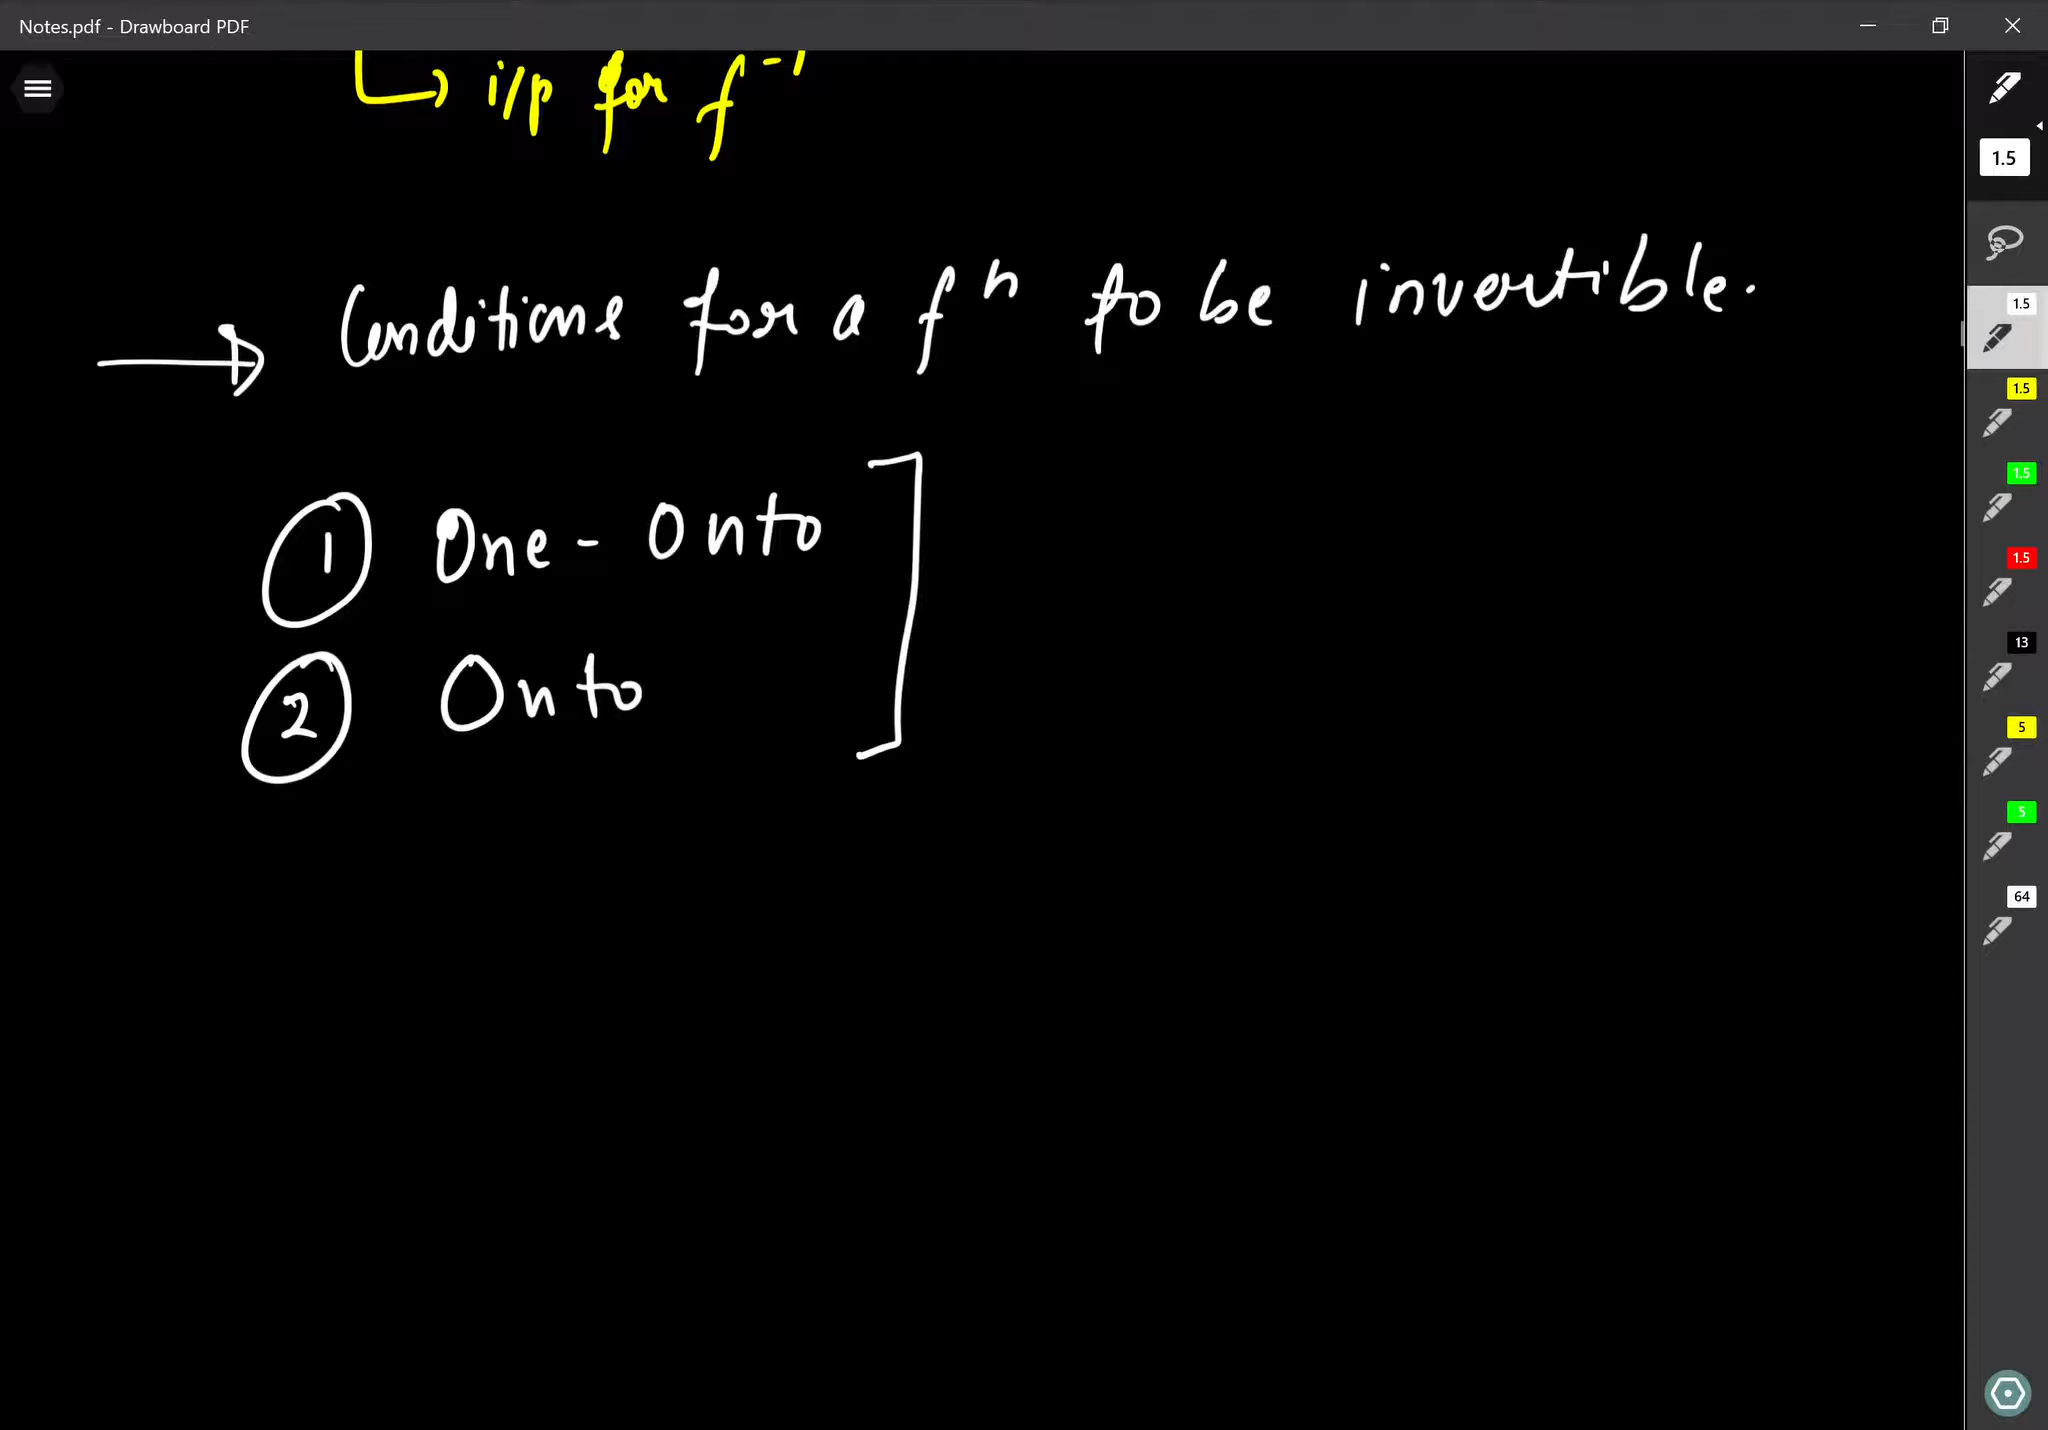 Notes.pdf - Drawboard PDF
↳ i/p for f⁻¹
1.5
→ Conditions for a fⁿ to be invertible.
1.5
1.5
1.5
① One - Onto
1.5
② Onto
13
5
5
64